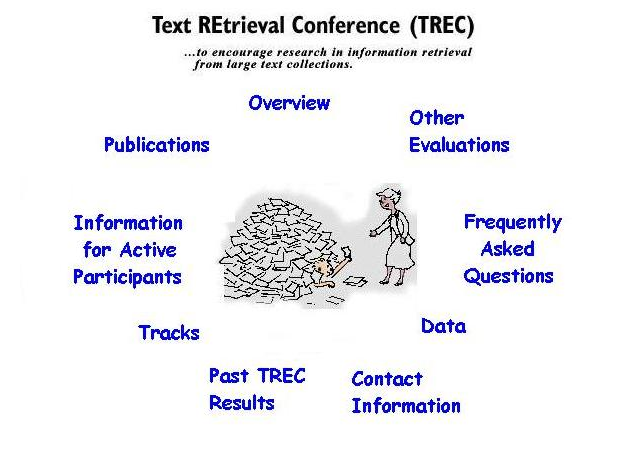 Text REtrieval Conference (TREC)
...to encourage research in information retrieval
from large text collections.
Overview
Other
Evaluations
Publications
Information
for Active
Participants
Frequently
Asked
Questions
Tracks
Data
Past TREC
Results
Contact
Information